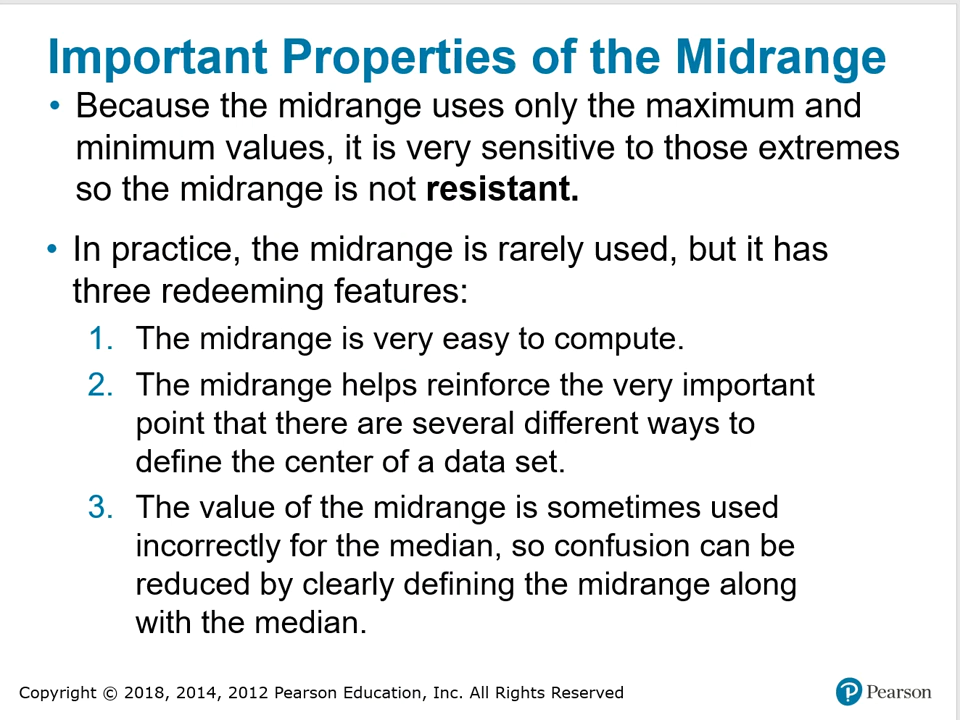 Important Properties of the Midrange
• Because the midrange uses only the maximum and
minimum values, it is very sensitive to those extremes
so the midrange is not resistant.
• In practice, the midrange is rarely used, but it has
three redeeming features:
1. The midrange is very easy to compute.
2. The midrange helps reinforce the very important
point that there are several different ways to
define the center of a data set.
3. The value of the midrange is sometimes used
incorrectly for the median, so confusion can be
reduced by clearly defining the midrange along
with the median.
Copyright © 2018, 2014, 2012 Pearson Education, Inc. All Rights Reserved
P Pearson